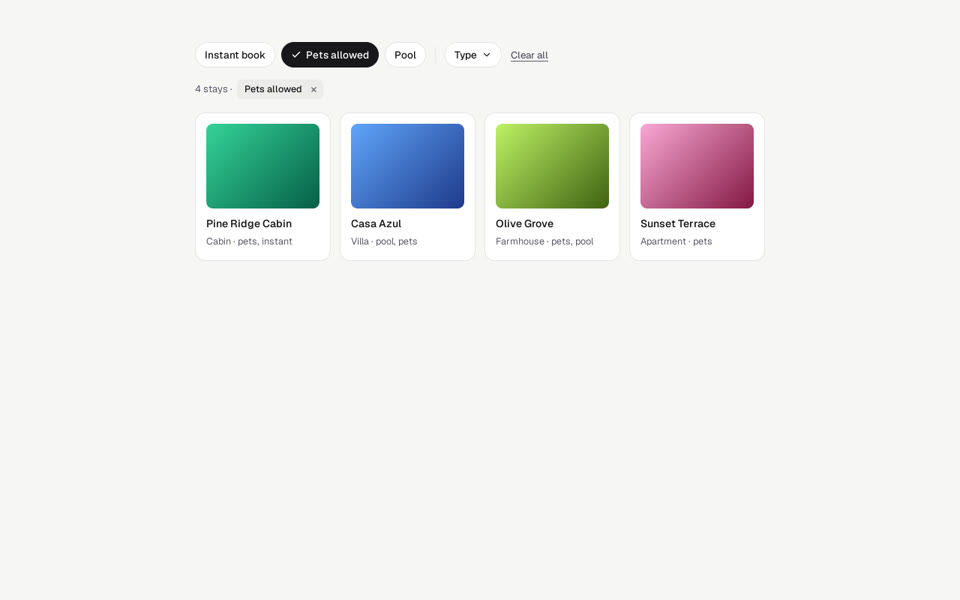 Instant book
Pets allowed
Pool
Type
Clear all
4 stays · Pets allowed ×
Pine Ridge Cabin
Cabin · pets, instant
Casa Azul
Villa · pool, pets
Olive Grove
Farmhouse · pets, pool
Sunset Terrace
Apartment · pets